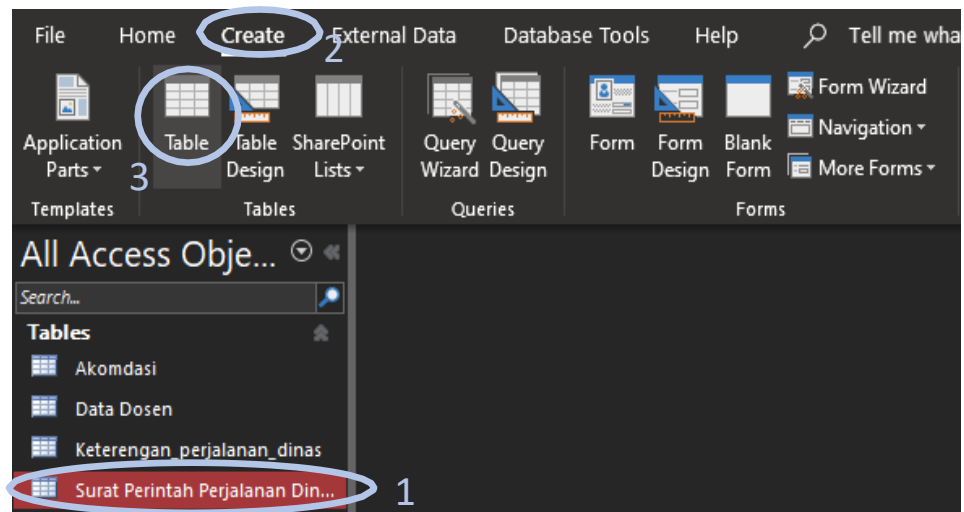 File Home Create External Data Database Tools Help Tell me wha
2
Application Parts
Table
Table Design
SharePoint Lists
Query Wizard
Query Design
Form
Form Design
Blank Form
Form Wizard
Navigation
More Forms
3
Templates Tables Queries Forms
All Access Obje...
Search...
Tables
Akomdasi
Data Dosen
Keterengan_perjalanan_dinas
Surat Perintah Perjalanan Din...
1